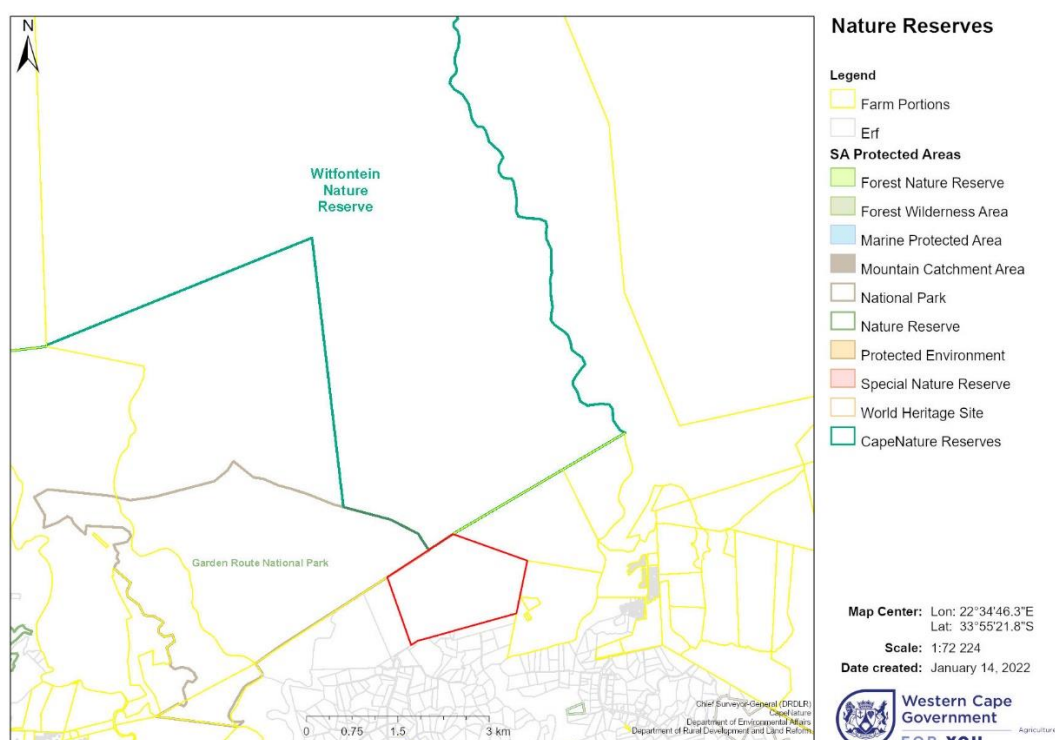 Nature Reserves
N
Legend
Farm Portions
Erf
SA Protected Areas
Forest Nature Reserve
Forest Wilderness Area
Marine Protected Area
Mountain Catchment Area
National Park
Nature Reserve
Protected Environment
Special Nature Reserve
World Heritage Site
CapeNature Reserves
Witfontein
Nature
Reserve
Garden Route National Park
Map Center: Lon: 22°34'46.3"E
Lat: 33°55'21.8"S
Scale: 1:72 224
Date created: January 14, 2022
Chief Surveyor-General (DRDLR)
CapeNature
Department of Environmental Affairs
Department of Rural Development and Land Reform
0 0.75 1.5 3 km
Western Cape
Government
Agriculture
FOR YOU